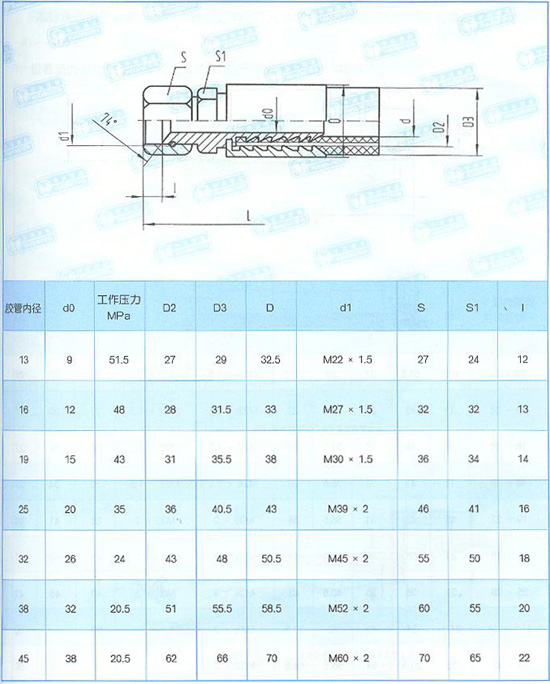 S S1
74°
d1
d0
D
d
D2
D3
l
L
胶管内径 d0 工作压力 MPa D2 D3 D d1 S S1 l
13 9 51.5 27 29 32.5 M22 × 1.5 27 24 12
16 12 48 28 31.5 33 M27 × 1.5 32 32 13
19 15 43 31 35.5 38 M30 × 1.5 36 34 14
25 20 35 36 40.5 43 M39 × 2 46 41 16
32 26 24 43 48 50.5 M45 × 2 55 50 18
38 32 20.5 51 55.5 58.5 M52 × 2 60 55 20
45 38 20.5 62 66 70 M60 × 2 70 65 22